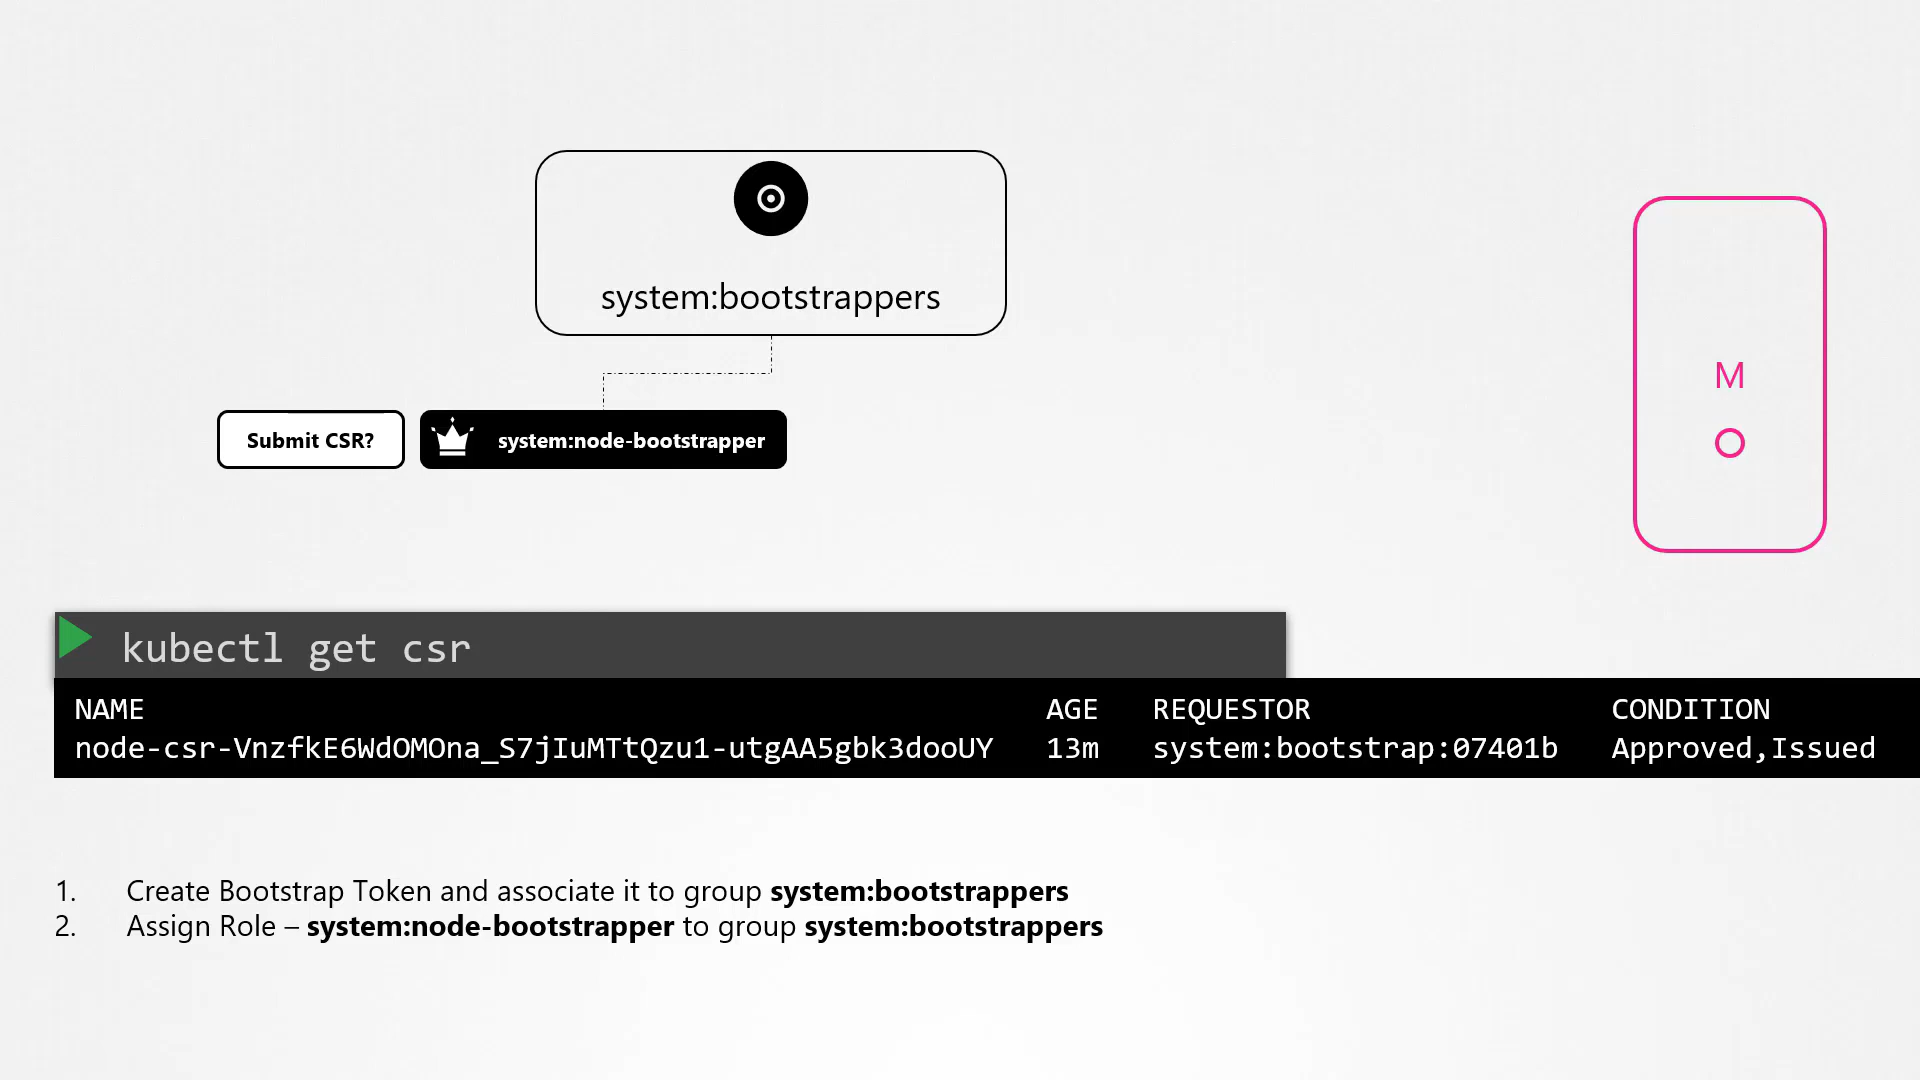 system:bootstrappers
Submit CSR?
system:node-bootstrapper
M
kubectl get csr
NAME AGE REQUESTOR CONDITION
node-csr-VnzfkE6WdOMOna_S7jIuMTtQzu1-utgAA5gbk3dooUY 13m system:bootstrap:07401b Approved,Issued
1. Create Bootstrap Token and associate it to group system:bootstrappers
2. Assign Role – system:node-bootstrapper to group system:bootstrappers